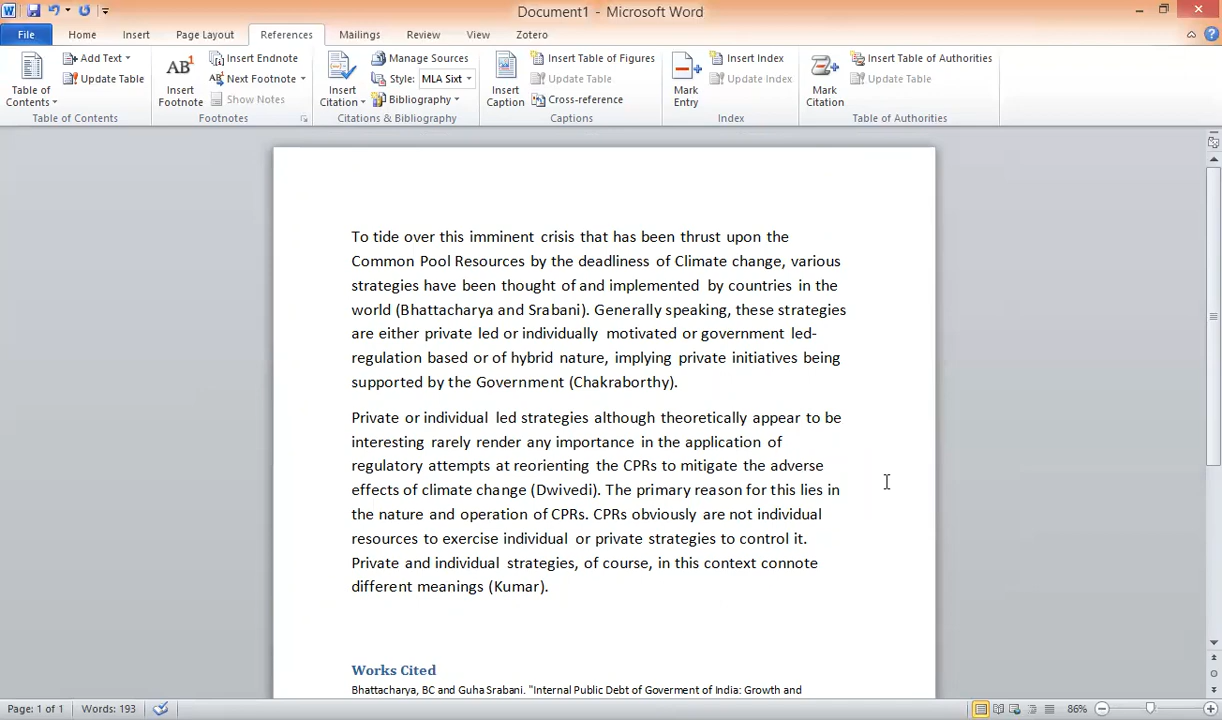 Document1 - Microsoft Word
File Home Insert Page Layout References Mailings Review View Zotero
Table of Contents
Add Text
Update Table
Table of Contents
AB1 Insert Footnote
Insert Endnote
Next Footnote
Show Notes
Footnotes
Insert Citation
Manage Sources
Style: MLA Sixt
Bibliography
Citations & Bibliography
Insert Caption
Insert Table of Figures
Update Table
Cross-reference
Captions
Mark Entry
Insert Index
Update Index
Index
Mark Citation
Insert Table of Authorities
Update Table
Table of Authorities
To tide over this imminent crisis that has been thrust upon the
Common Pool Resources by the deadliness of Climate change, various
strategies have been thought of and implemented by countries in the
world (Bhattacharya and Srabani). Generally speaking, these strategies
are either private led or individually motivated or government led-
regulation based or of hybrid nature, implying private initiatives being
supported by the Government (Chakraborthy).
Private or individual led strategies although theoretically appear to be
interesting rarely render any importance in the application of
regulatory attempts at reorienting the CPRs to mitigate the adverse
effects of climate change (Dwivedi). The primary reason for this lies in
the nature and operation of CPRs. CPRs obviously are not individual
resources to exercise individual or private strategies to control it.
Private and individual strategies, of course, in this context connote
different meanings (Kumar).
Works Cited
Bhattacharya, BC and Guha Srabani. "Internal Public Debt of Goverment of India: Growth and
Page: 1 of 1 Words: 193 86%